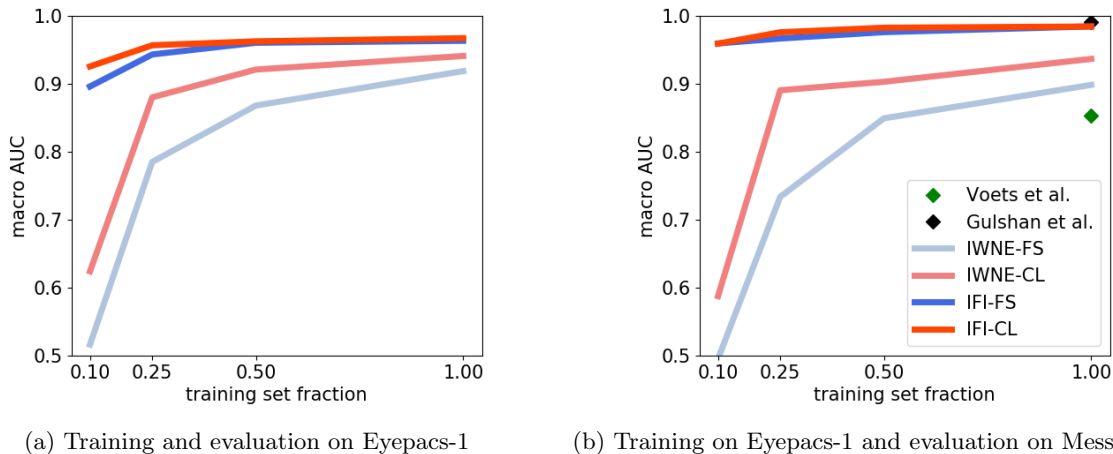 1.0
0.9
0.8
0.7
0.6
0.5
macro AUC
0.10 0.25 0.50 1.00
training set fraction
(a) Training and evaluation on Eyepacs-1
1.0
0.9
0.8
0.7
0.6
0.5
macro AUC
Voets et al.
Gulshan et al.
IWNE-FS
IWNE-CL
IFI-FS
IFI-CL
0.10 0.25 0.50 1.00
training set fraction
(b) Training on Eyepacs-1 and evaluation on Mess